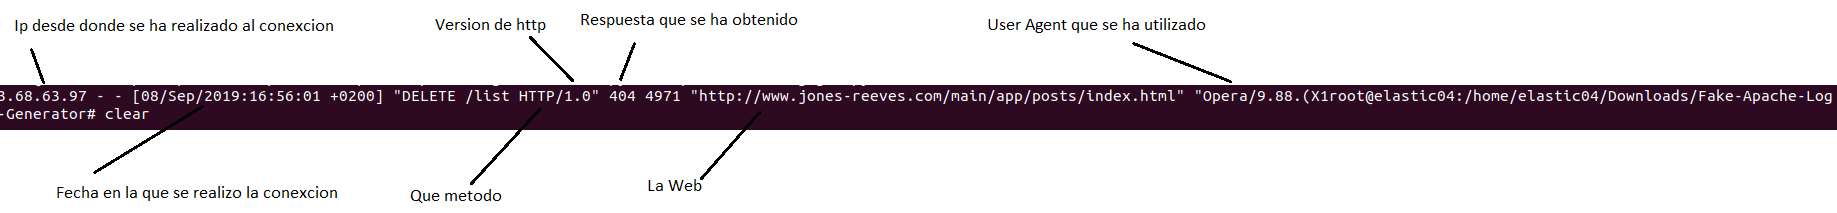 Ip desde donde se ha realizado al conexcion
Version de http
Respuesta que se ha obtenido
User Agent que se ha utilizado
3.68.63.97 - - [08/Sep/2019:16:56:01 +0200] "DELETE /list HTTP/1.0" 404 4971 "http://www.jones-reeves.com/main/app/posts/index.html" "Opera/9.88.(X1root@elastic04:/home/elastic04/Downloads/Fake-Apache-Log
-Generator# clear
Fecha en la que se realizo la conexcion
Que metodo
La Web